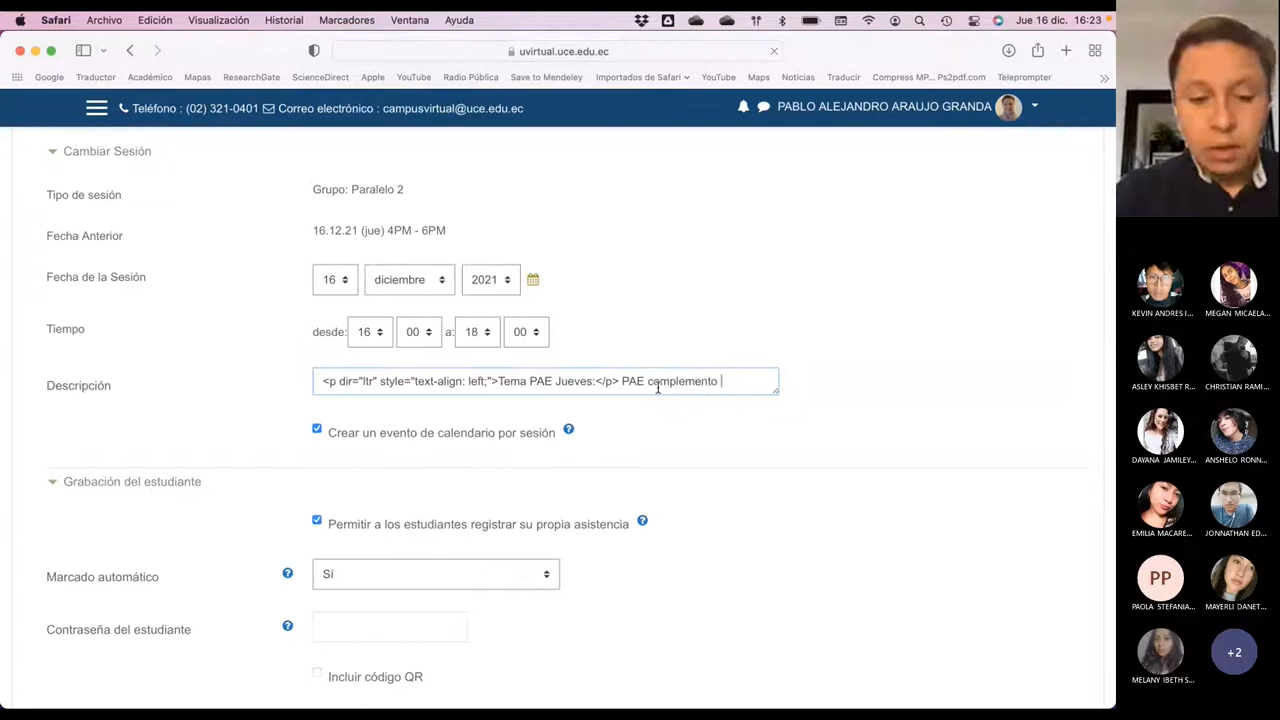 Safari Archivo Edición Visualización Historial Marcadores Ventana Ayuda Jue 16 dic. 16:23
uvirtual.uce.edu.ec
Google Traductor Académico Mapas ResearchGate ScienceDirect Apple YouTube Radio Pública Save to Mendeley Importados de Safari YouTube Maps Noticias Traducir Compress MP... Ps2pdf.com Teleprompter
Teléfono : (02) 321-0401 Correo electrónico : campusvirtual@uce.edu.ec PABLO ALEJANDRO ARAUJO GRANDA
Cambiar Sesión
Tipo de sesión Grupo: Paralelo 2
Fecha Anterior 16.12.21 (jue) 4PM - 6PM
Fecha de la Sesión 16 diciembre 2021
Tiempo desde: 16 00 a: 18 00
Descripción <p dir="ltr" style="text-align: left;">Tema PAE Jueves:</p> PAE complemento
Crear un evento de calendario por sesión
Grabación del estudiante
Permitir a los estudiantes registrar su propia asistencia
Marcado automático Sí
Contraseña del estudiante
Incluir código QR
KEVIN ANDRES I... MEGAN MICAELA...
ASLEY KHISBET R... CHRISTIAN RAMI...
DAYANA JAMILEY... ANSHELO RONN...
EMILIA MACARE... JONNATHAN ED...
PP
PAOLA STEFANIA... MAYERLI DANET...
+2
MELANY IBETH S...